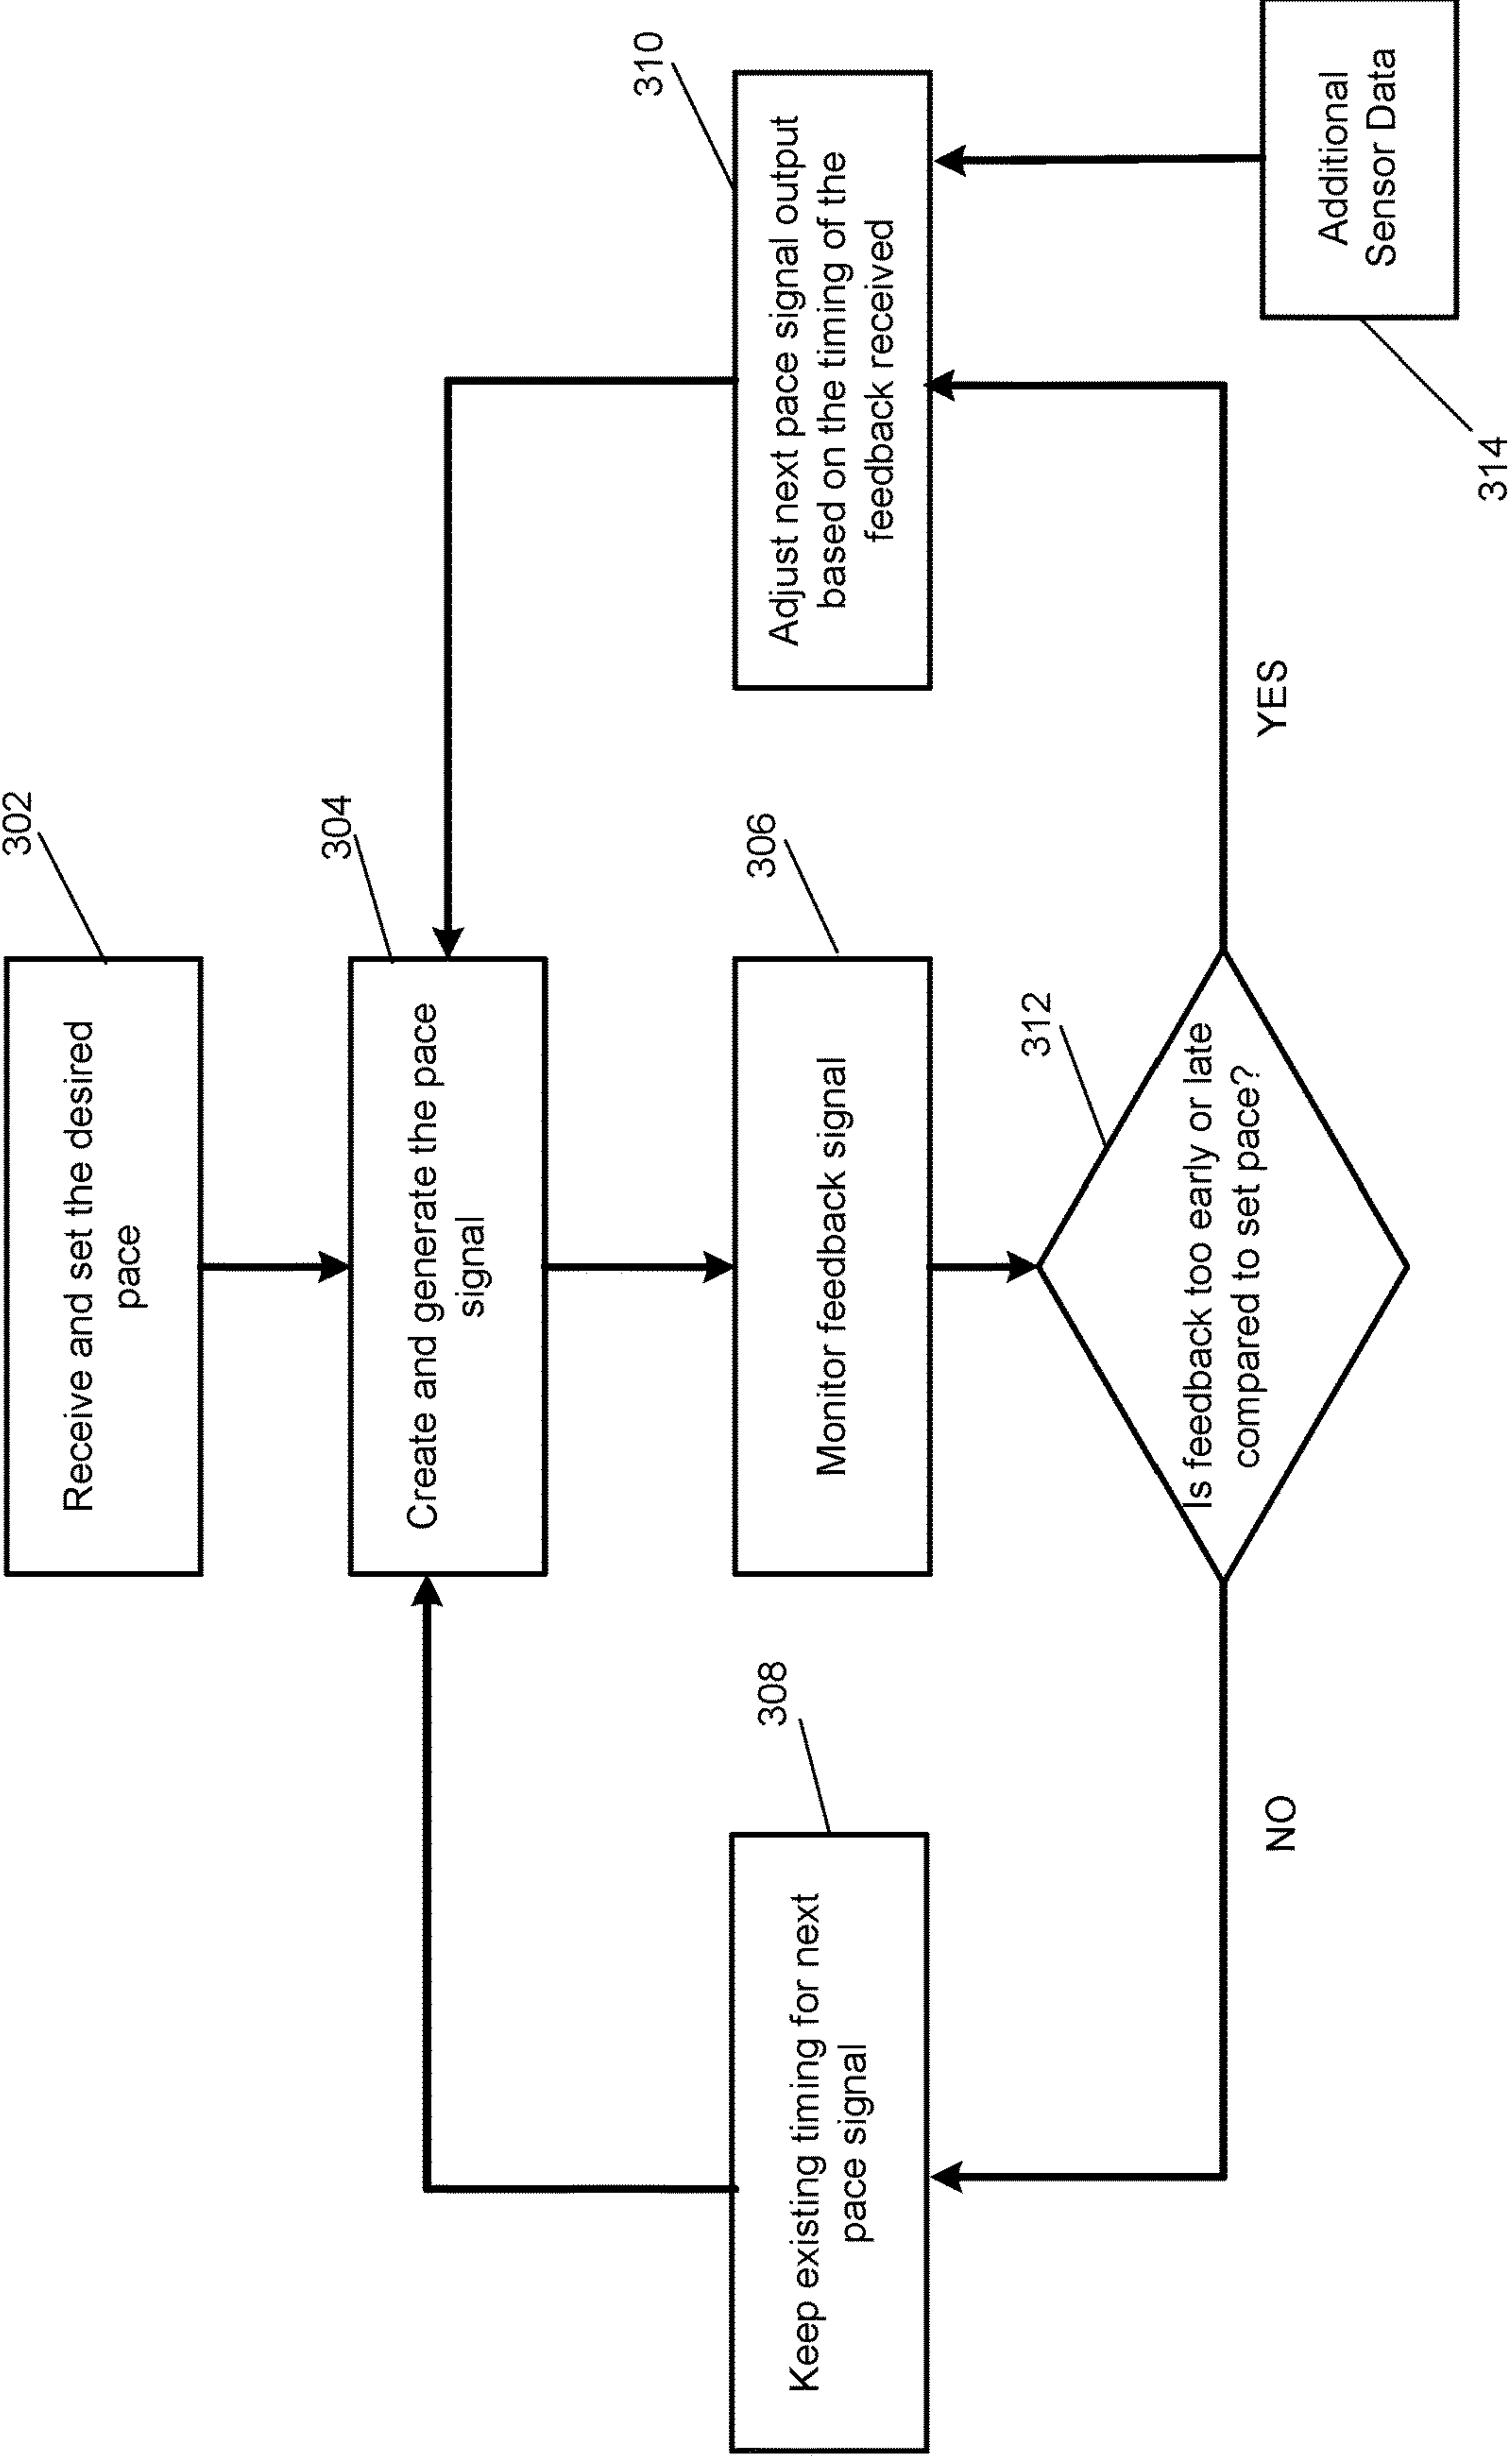 302
Receive and set the desired
pace
304
Create and generate the pace
signal
306
Monitor feedback signal
308
Keep existing timing for next
pace signal
310
Adjust next pace signal output
based on the timing of the
feedback received
312
Is feedback too early or late
compared to set pace?
NO
YES
Additional
Sensor Data
314